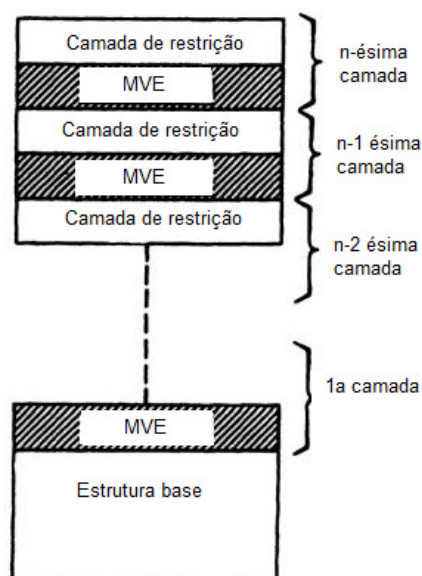 Camada de restrição
n-ésima
camada
MVE
Camada de restrição
n-1 ésima
camada
MVE
Camada de restrição
n-2 ésima
camada
1a camada
MVE
Estrutura base